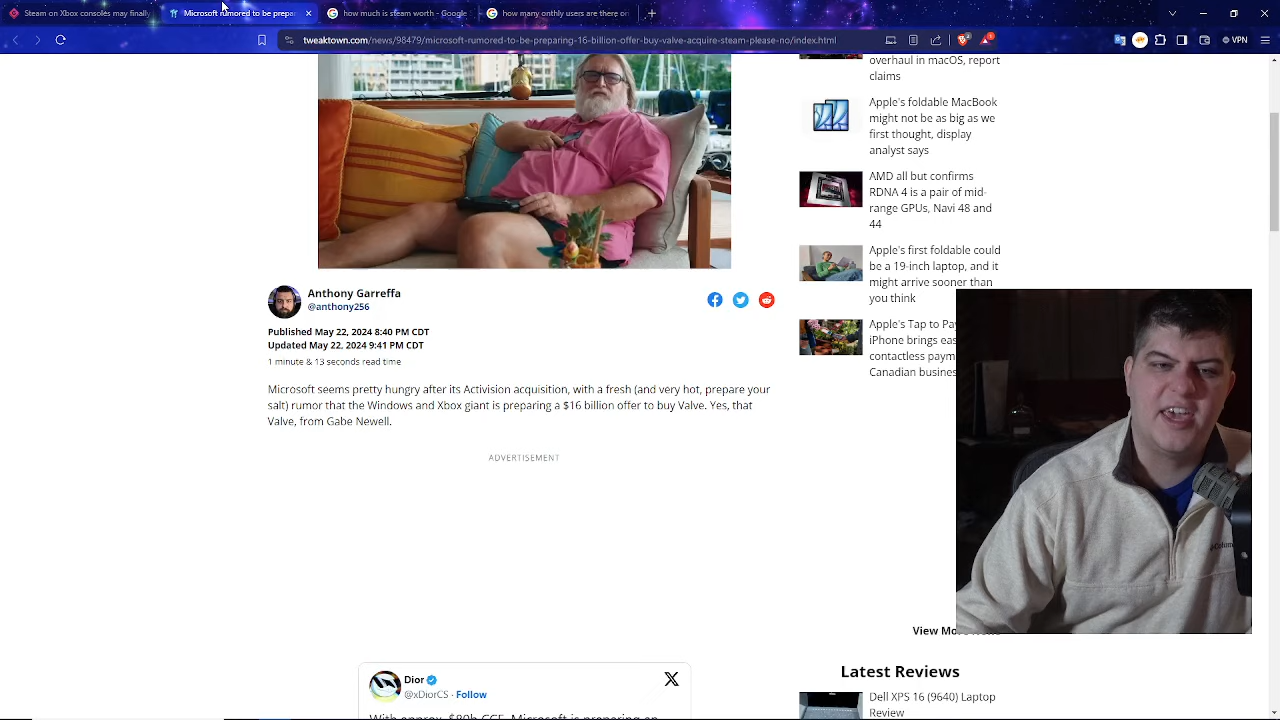 Steam on Xbox consoles may finally
Microsoft rumored to be prepar
how much is steam worth - Googl
how many are there or
tweaktown.com/news/98479/microsoft-rumored-to-be-preparing-16-billion-offer-buy-valve-acquire-steam-please-no/index.html
VPN
overhaul in macOS, report
claims
Apple's foldable MacBook
might not be as big as we
first thought, display
analyst says
AMD all but confirms
RDNA 4 is a pair of mid-
range GPUs, Navi 48 and
44
Apple's first foldable could
be a 19-inch laptop, and it
might arrive sooner than
you think
Apple's Tap to Pay
iPhone brings eas
contactless paym
Canadian busines
Anthony Garreffa
@anthony256
Published May 22, 2024 8:40 PM CDT
Updated May 22, 2024 9:41 PM CDT
1 minute & 13 seconds read time
Microsoft seems pretty hungry after its Activision acquisition, with a fresh (and very hot, prepare your
salt) rumor that the Windows and Xbox giant is preparing a $16 billion offer to buy Valve. Yes, that
Valve, from Gabe Newell.
ADVERTISEMENT
View More News
Latest Reviews
Dell XPS 16 (9640) Laptop
Review
Dior
@xDiorCS · Follow